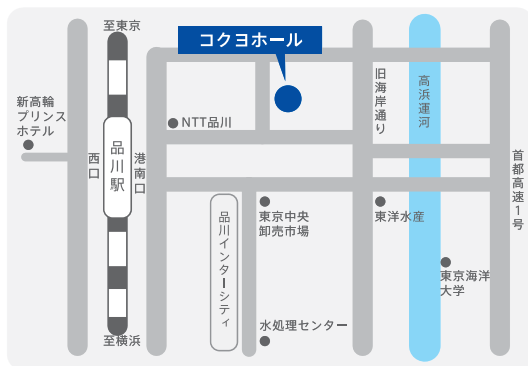 至東京
コクヨホール
新高輪
プリンス
ホテル
NTT品川
旧海岸通り
高浜運河
西口
品川駅
港南口
首都高速1号
品川インターシティ
東京中央
卸売市場
東洋水産
東京海洋
大学
水処理センター
至横浜